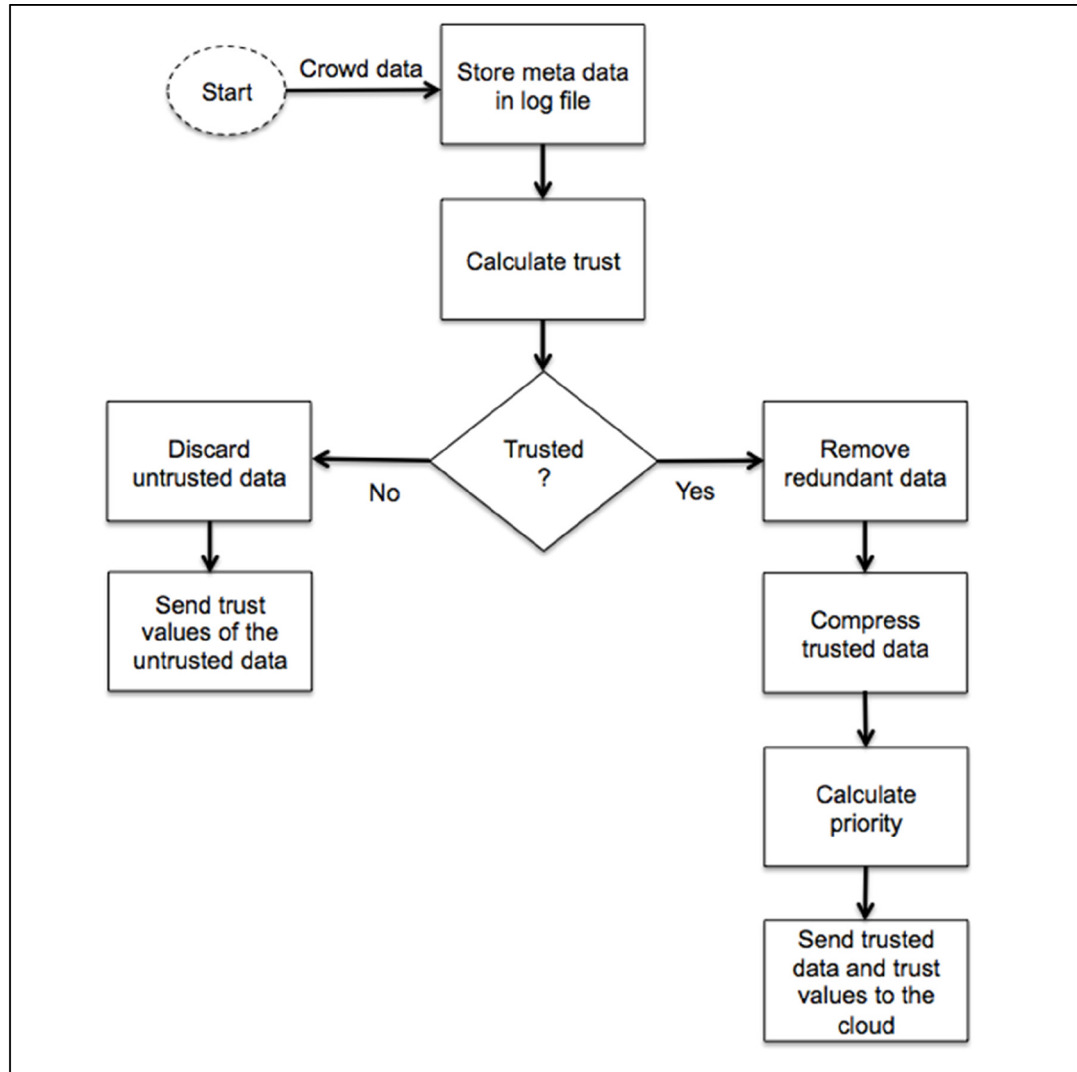 Start
Crowd data
Store meta data
in log file
Calculate trust
Trusted
?
No
Yes
Discard
untrusted data
Send trust
values of the
untrusted data
Remove
redundant data
Compress
trusted data
Calculate
priority
Send trusted
data and trust
values to the
cloud